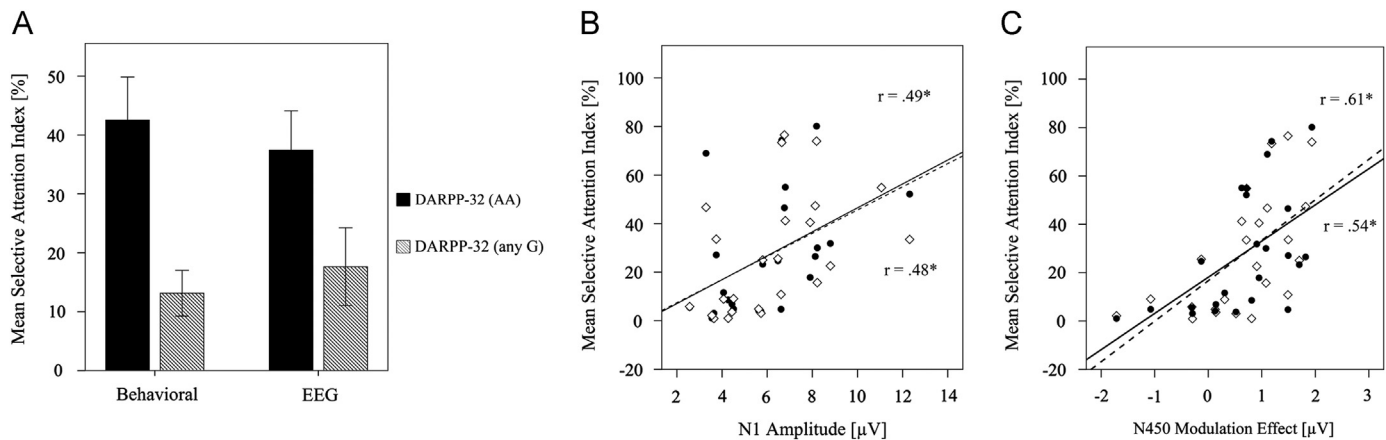 A
Mean Selective Attention Index [%]
50
40
30
20
10
0
Behavioral
EEG
DARPP-32 (AA)
DARPP-32 (any G)
B
Mean Selective Attention Index [%]
100
80
60
40
20
0
-20
2
4
6
8
10
12
14
N1 Amplitude [µV]
r = .49*
r = .48*
C
Mean Selective Attention Index [%]
100
80
60
40
20
0
-20
-2
-1
0
1
2
3
N450 Modulation Effect [µV]
r = .61*
r = .54*